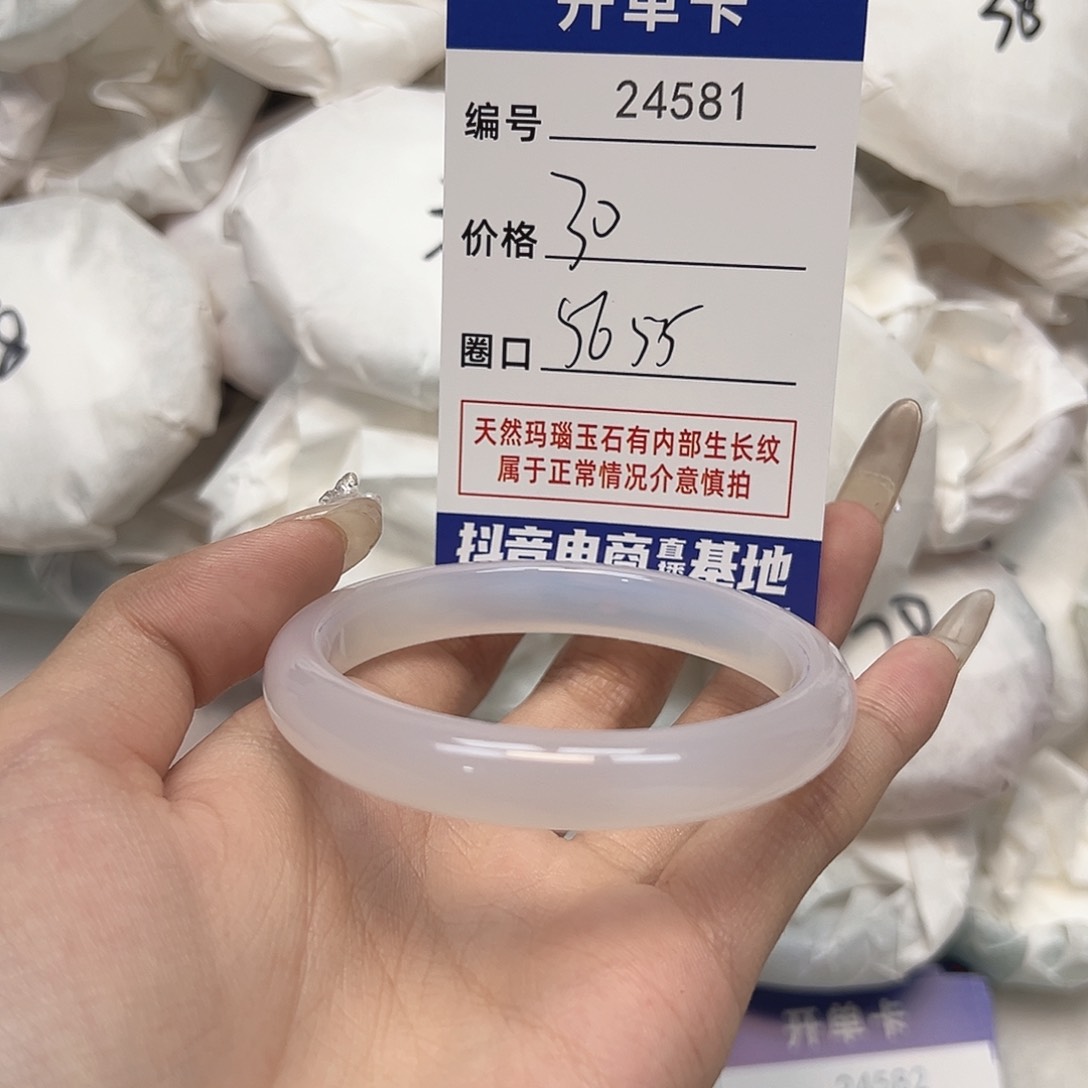 开单卡
编号 24581
价格 30
圈口 56 55
天然玛瑙玉石有内部生长纹
属于正常情况介意慎拍
抖音电商直播基地
58
开单卡
24582